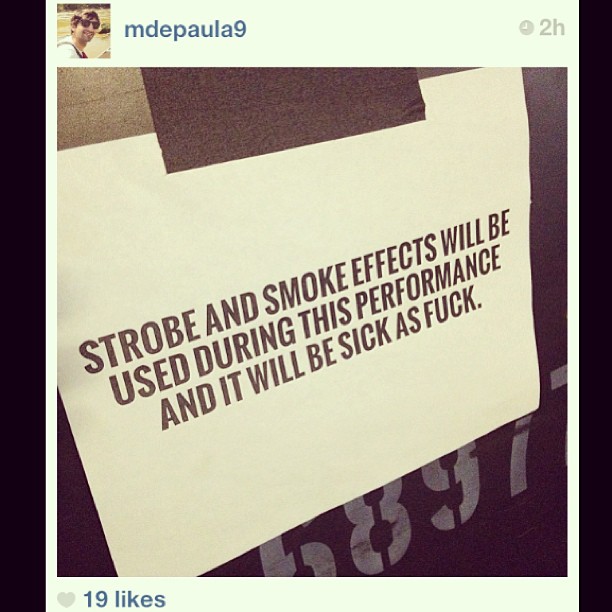 mdepaula9
2h
STROBE AND SMOKE EFFECTS WILL BE
USED DURING THIS PERFORMANCE
AND IT WILL BE SICK AS FUCK.
6897
19 likes